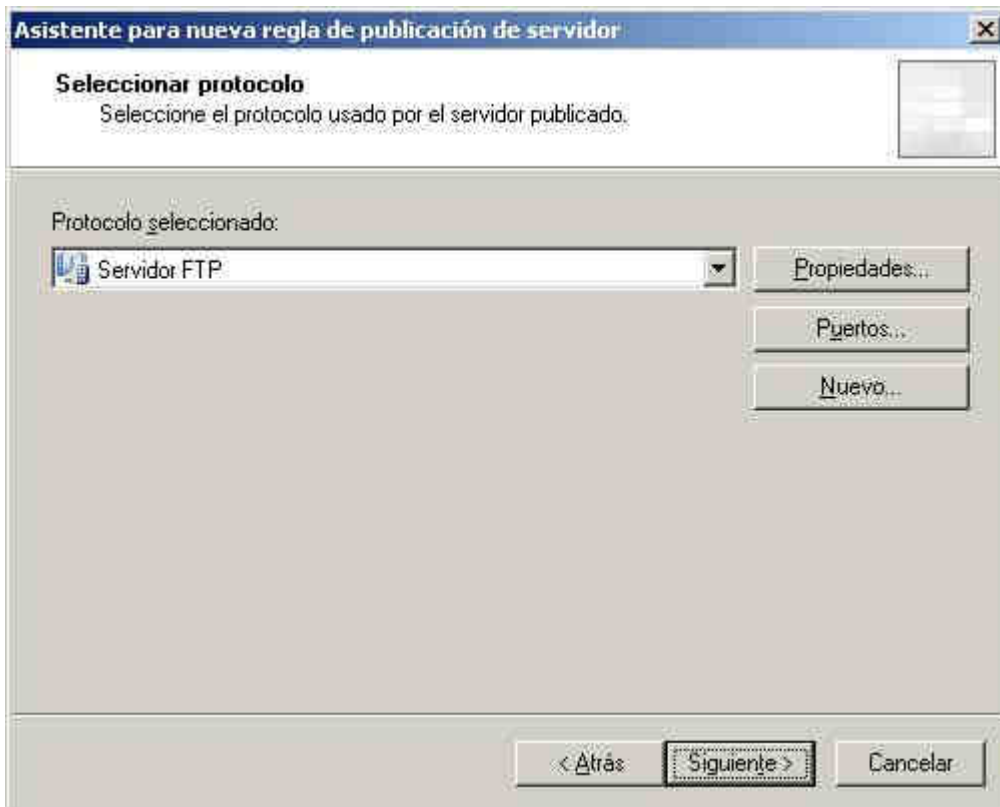 Asistente para nueva regla de publicación de servidor
Seleccionar protocolo
Seleccione el protocolo usado por el servidor publicado.
Protocolo seleccionado:
Servidor FTP
Propiedades...
Puertos...
Nuevo...
< Atrás
Siguiente >
Cancelar